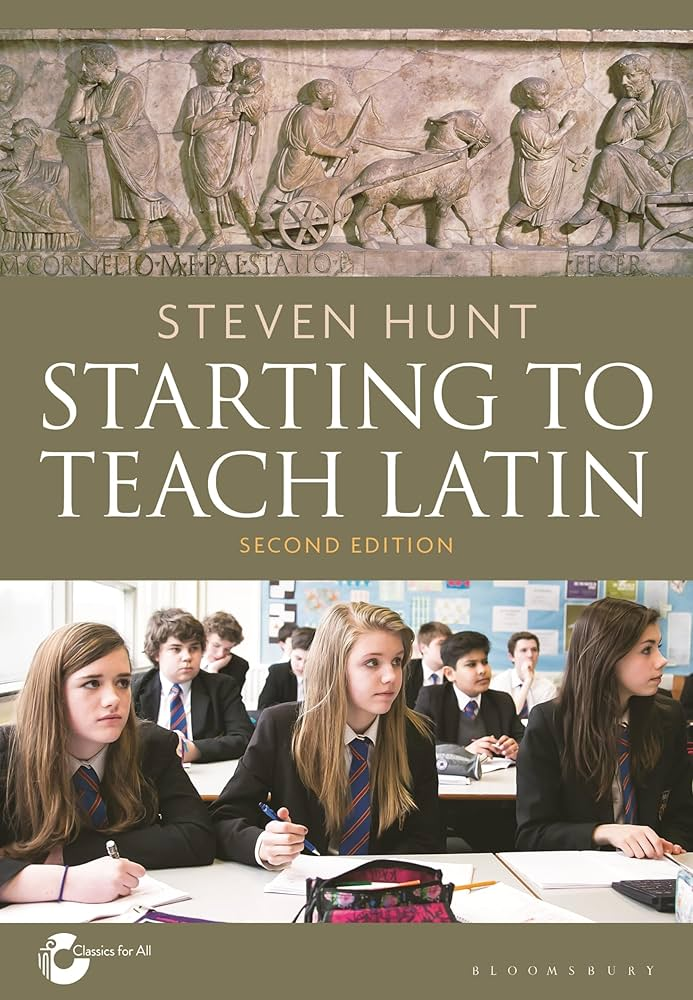 M·CORNELIO·M·F·PAL·STATIO·P
FECER
STEVEN HUNT
STARTING TO
TEACH LATIN
SECOND EDITION
Classics for All
BLOOMSBURY